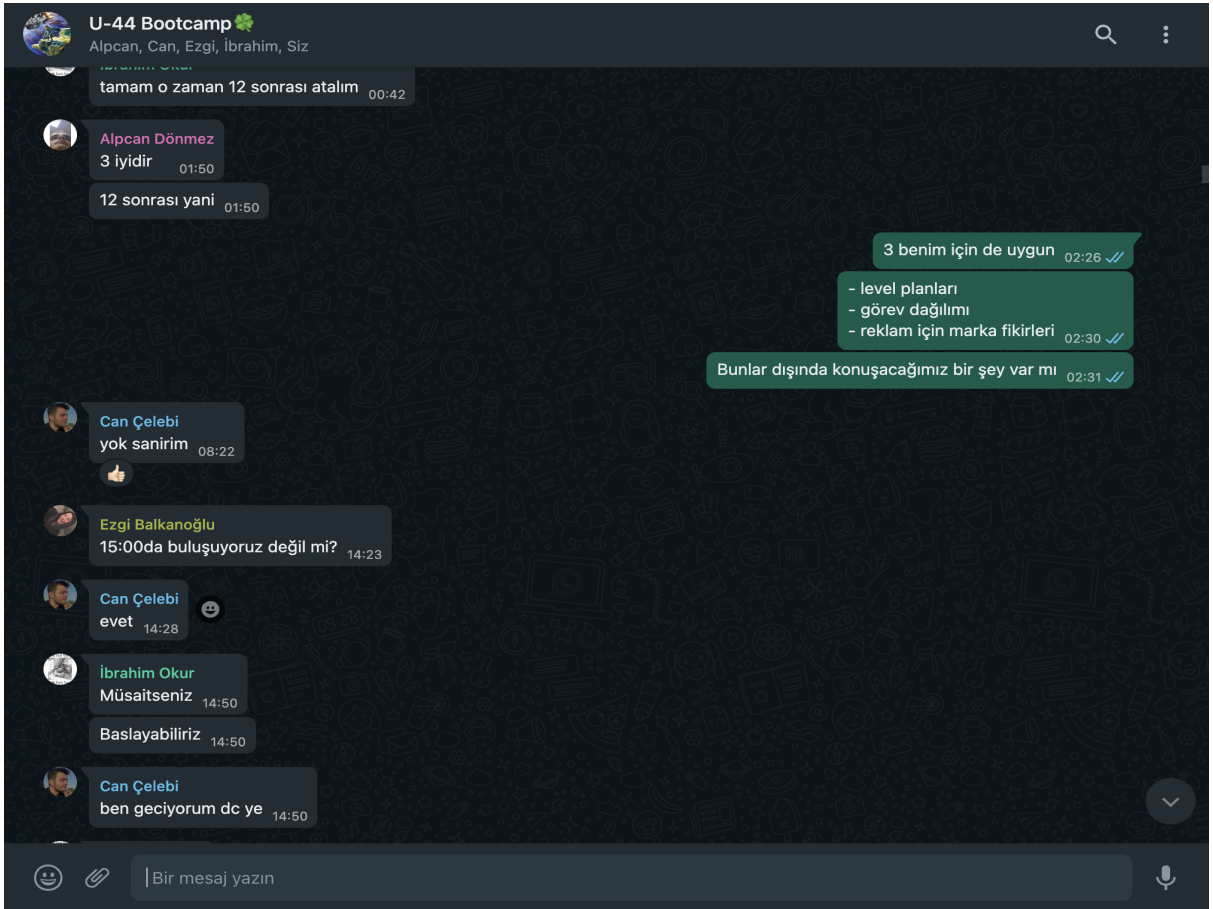 U-44 Bootcamp🍀
Alpcan, Can, Ezgi, İbrahim, Siz
İbrahim Okur
tamam o zaman 12 sonrası atalım 00:42
Alpcan Dönmez
3 iyidir 01:50
12 sonrası yani 01:50
3 benim için de uygun 02:26
- level planları
- görev dağılımı
- reklam için marka fikirleri 02:30
Bunlar dışında konuşacağımız bir şey var mı 02:31
Can Çelebi
yok sanirim 08:22
👍🏻
Ezgi Balkanoğlu
15:00da buluşuyoruz değil mi? 14:23
Can Çelebi
evet 14:28
İbrahim Okur
Müsaitseniz 14:50
Baslayabiliriz 14:50
Can Çelebi
ben geciyorum dc ye 14:50
Bir mesaj yazın